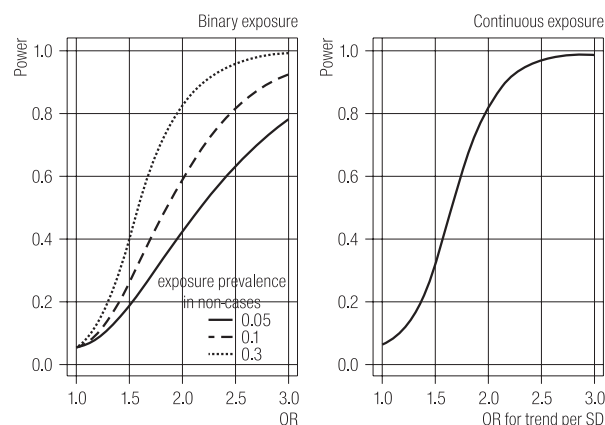 Binary exposure
Power
1.0
0.8
0.6
0.4
0.2
0.0
exposure prevalence
in non-cases
0.05
0.1
0.3
1.0 1.5 2.0 2.5 3.0
OR
Continuous exposure
Power
1.0
0.8
0.6
0.4
0.2
0.0
1.0 1.5 2.0 2.5 3.0
OR for trend per SD